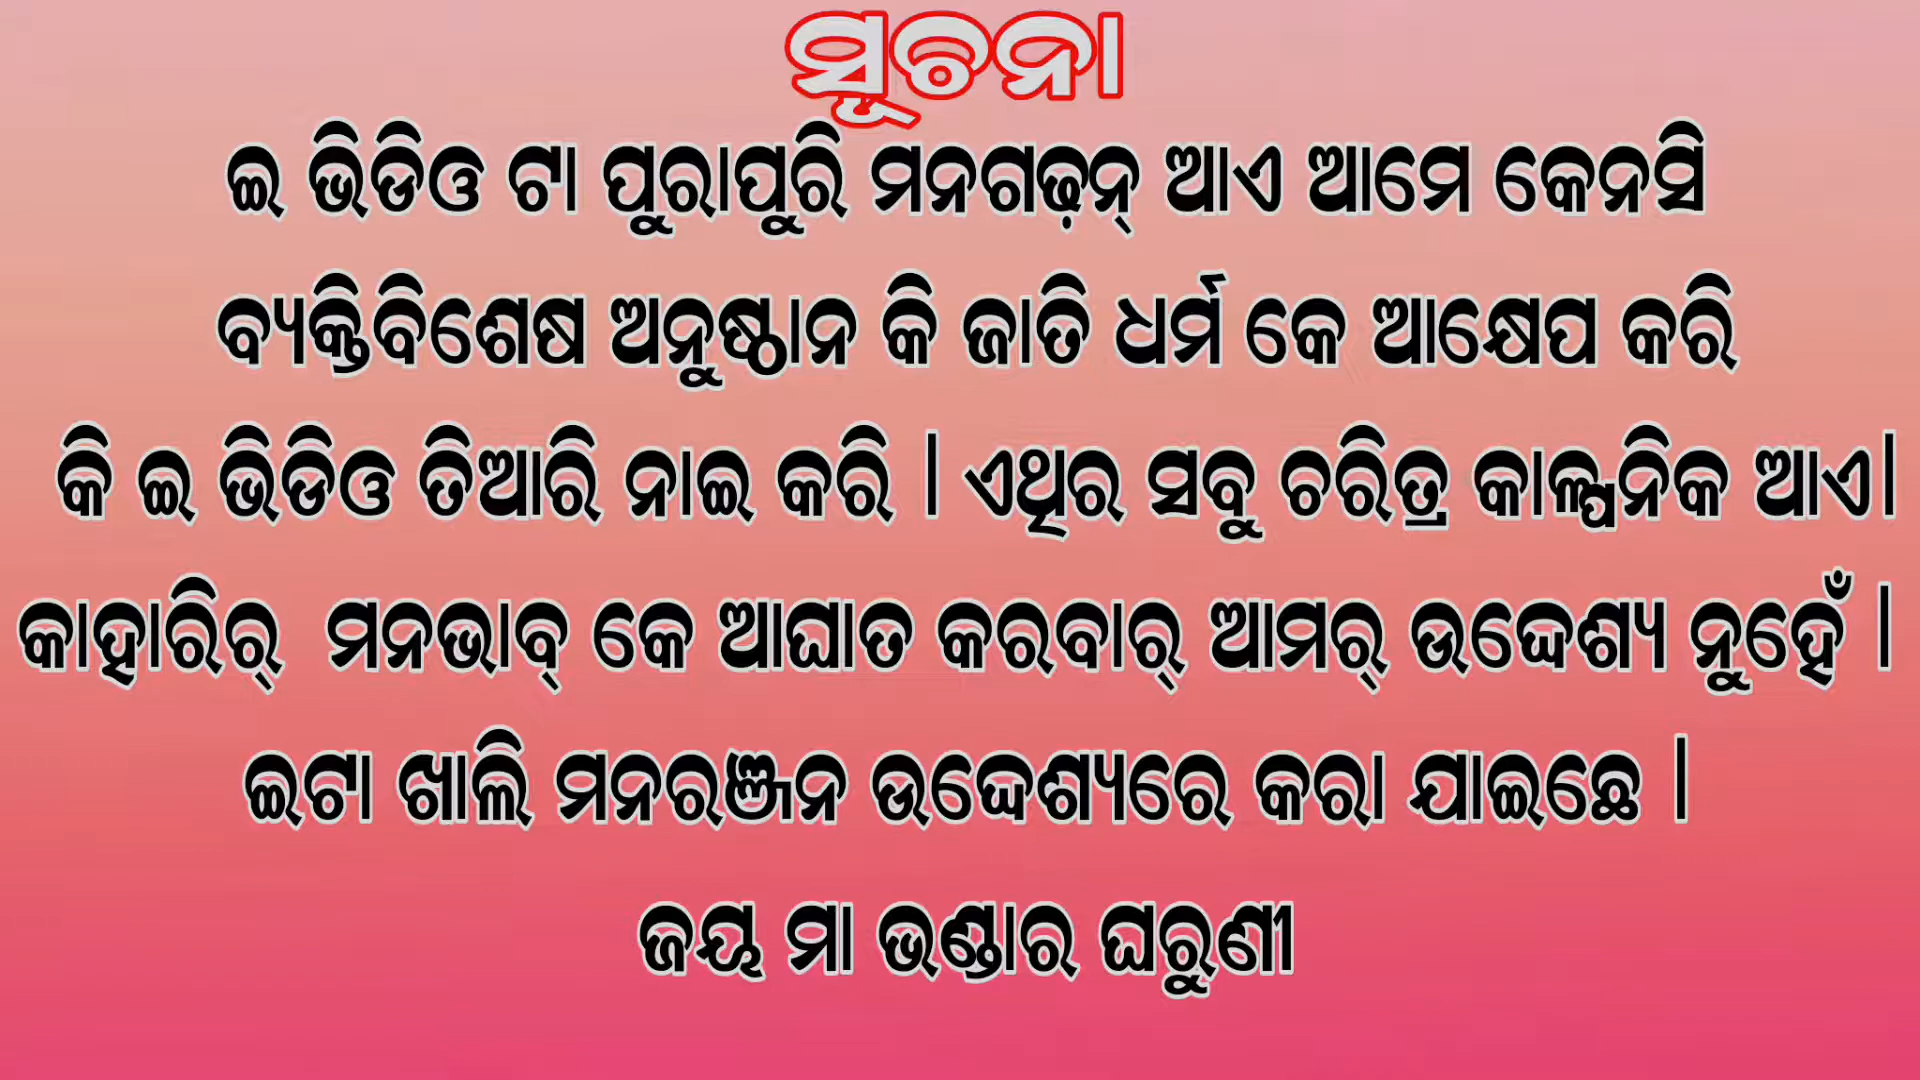 ସୂଚନା
ଇ ଭିଡିଓ ଟା ପୁରାପୁରି ମନଗଢ଼ନ୍ ଆଏ ଆମେ କେନସି
ବ୍ୟକ୍ତିବିଶେଷ ଅନୁଷ୍ଠାନ କି ଜାତି ଧର୍ମ କେ ଆକ୍ଷେପ କରି
କି ଇ ଭିଡିଓ ତିଆରି ନାଇ କରି | ଏଥିର ସବୁ ଚରିତ୍ର କାଳ୍ପନିକ ଆଏ|
କାହାରିର୍ ମନଭାବ୍ କେ ଆଘାତ କରବାର୍ ଆମର୍ ଉଦ୍ଦେଶ୍ୟ ନୁହେଁ |
ଇଟା ଖାଲି ମନରଞ୍ଜନ ଉଦ୍ଦେଶ୍ୟରେ କରା ଯାଇଛେ |
ଜୟ ମା ଭଣ୍ଡାର ଘରୁଣୀ